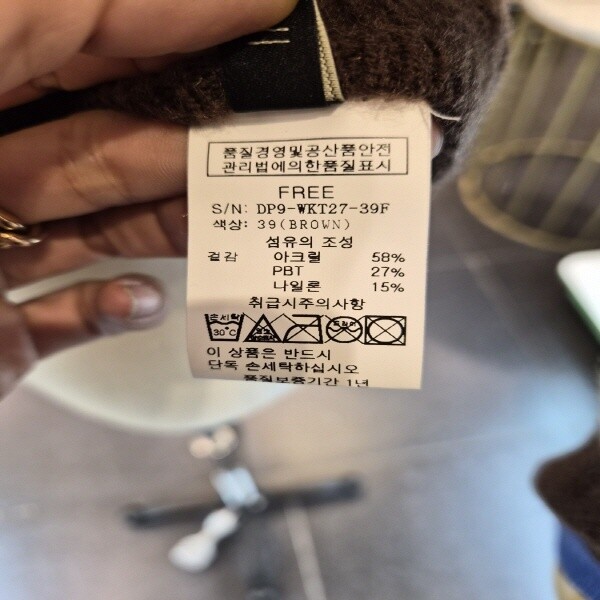 품질경영및공산품안전
관리법에의한품질표시
FREE
S/N: DP9-WKT27-39F
색상: 39(BROWN)
섬유의 조성
겉감 아크릴 58%
PBT 27%
나일론 15%
취급시주의사항
손세탁
30℃
이 상품은 반드시
단독 손세탁하십시오
품질보증기간 1년